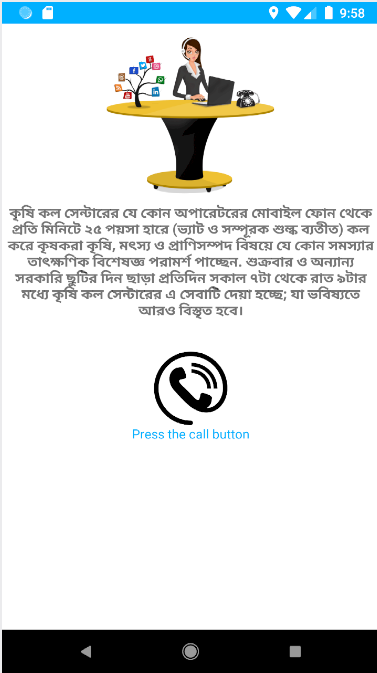 9:58
কৃষি কল সেন্টারের যে কোন অপারেটরের মোবাইল ফোন থেকে
প্রতি মিনিটে ২৫ পয়সা হারে (ভ্যাট ও সম্পূরক শুল্ক ব্যতীত) কল
করে কৃষকরা কৃষি, মৎস্য ও প্রাণিসম্পদ বিষয়ে যে কোন সমস্যার
তাৎক্ষণিক বিশেষজ্ঞ পরামর্শ পাচ্ছেন. শুক্রবার ও অন্যান্য
সরকারি ছুটির দিন ছাড়া প্রতিদিন সকাল ৭টা থেকে রাত ৯টার
মধ্যে কৃষি কল সেন্টারের এ সেবাটি দেয়া হচ্ছে; যা ভবিষ্যতে
আরও বিস্তৃত হবে।
Press the call button